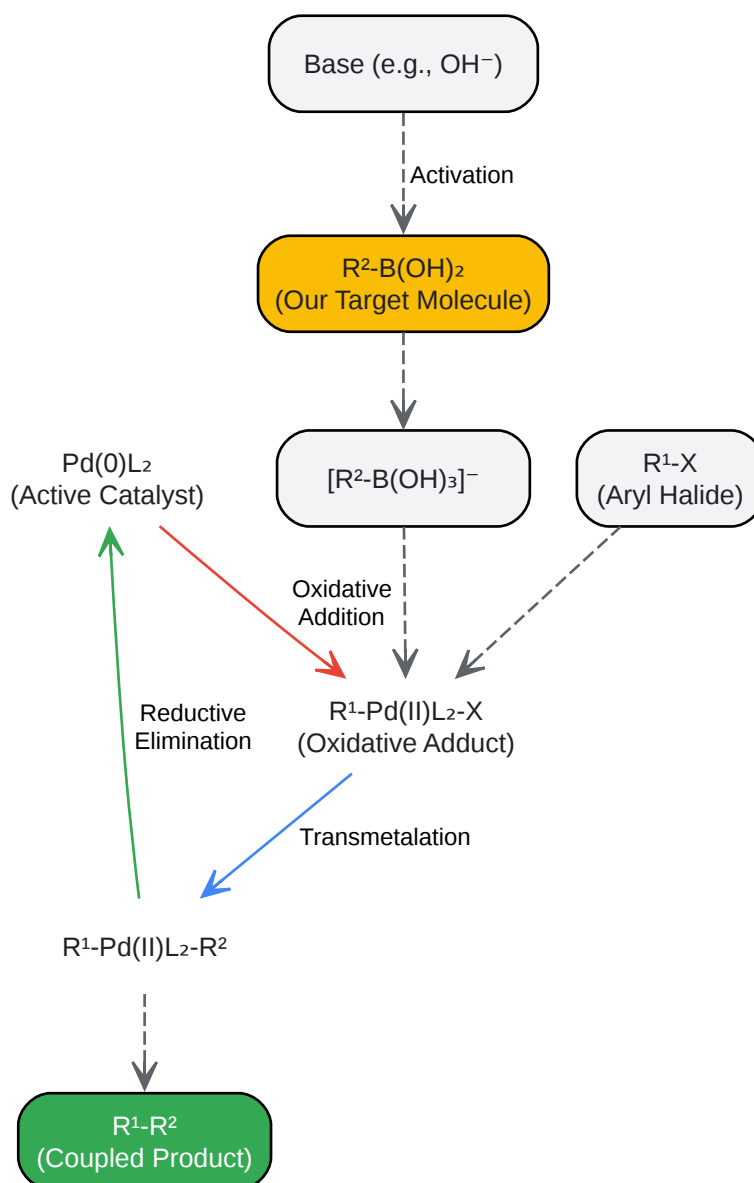 Base (e.g., OH⁻)
Activation
R²-B(OH)₂
(Our Target Molecule)
Pd(0)L₂
(Active Catalyst)
[R²-B(OH)₃]⁻
R¹-X
(Aryl Halide)
Oxidative
Addition
Reductive
Elimination
R¹-Pd(II)L₂-X
(Oxidative Adduct)
Transmetalation
R¹-Pd(II)L₂-R²
R¹-R²
(Coupled Product)